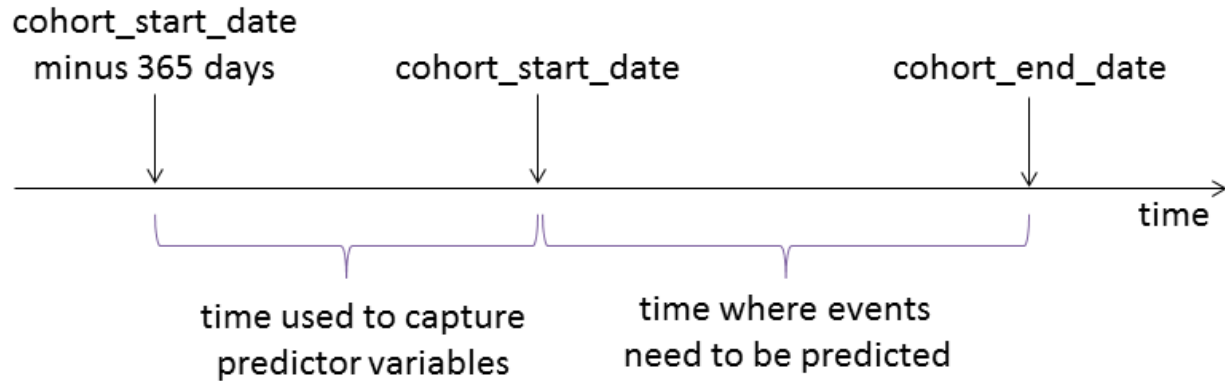 cohort_start_date
minus 365 days
cohort_start_date
cohort_end_date
time
time used to capture
predictor variables
time where events
need to be predicted